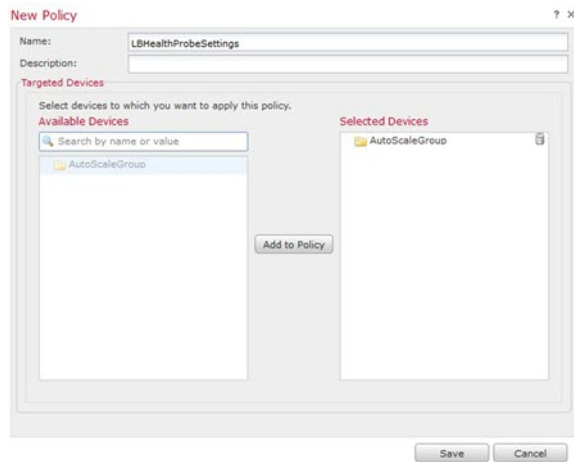 New Policy
? X
Name:
LBHealthProbeSettings
Description:
Targeted Devices
Select devices to which you want to apply this policy.
Available Devices
Selected Devices
Search by name or value
AutoScaleGroup
AutoScaleGroup
Add to Policy
Save
Cancel